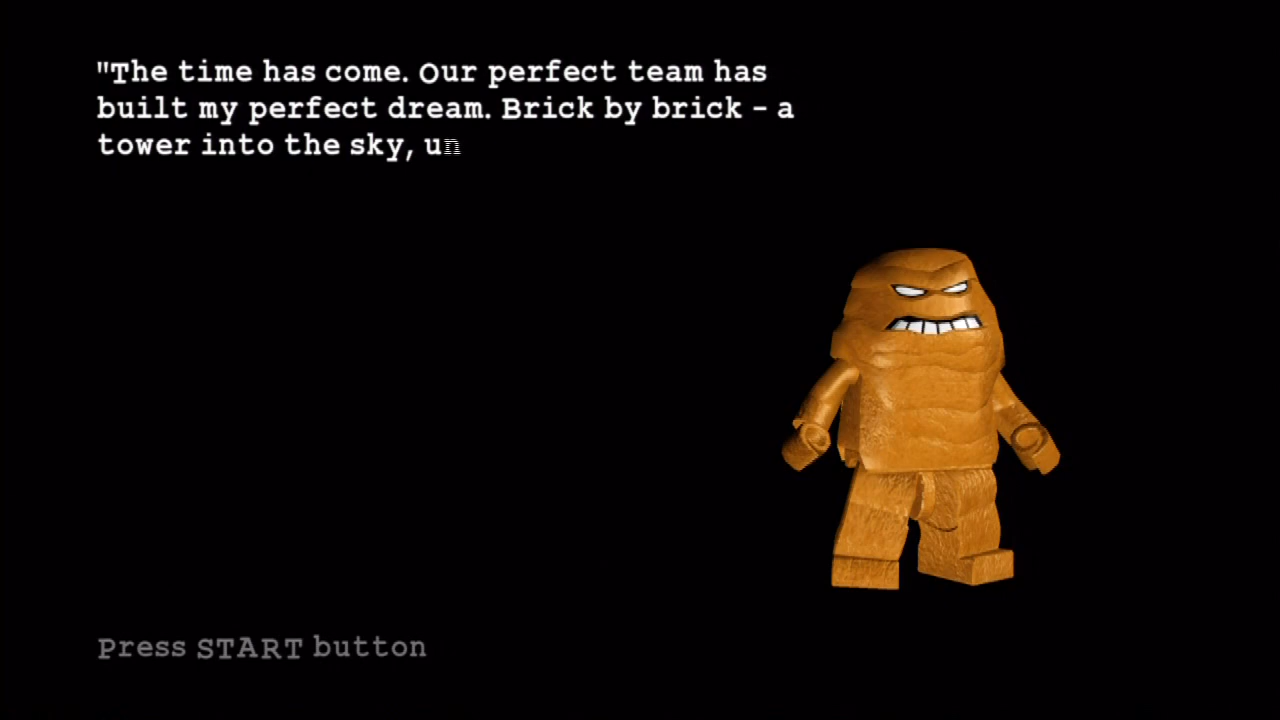 "The time has come. Our perfect team has
built my perfect dream. Brick by brick - a
tower into the sky, un
Press START button